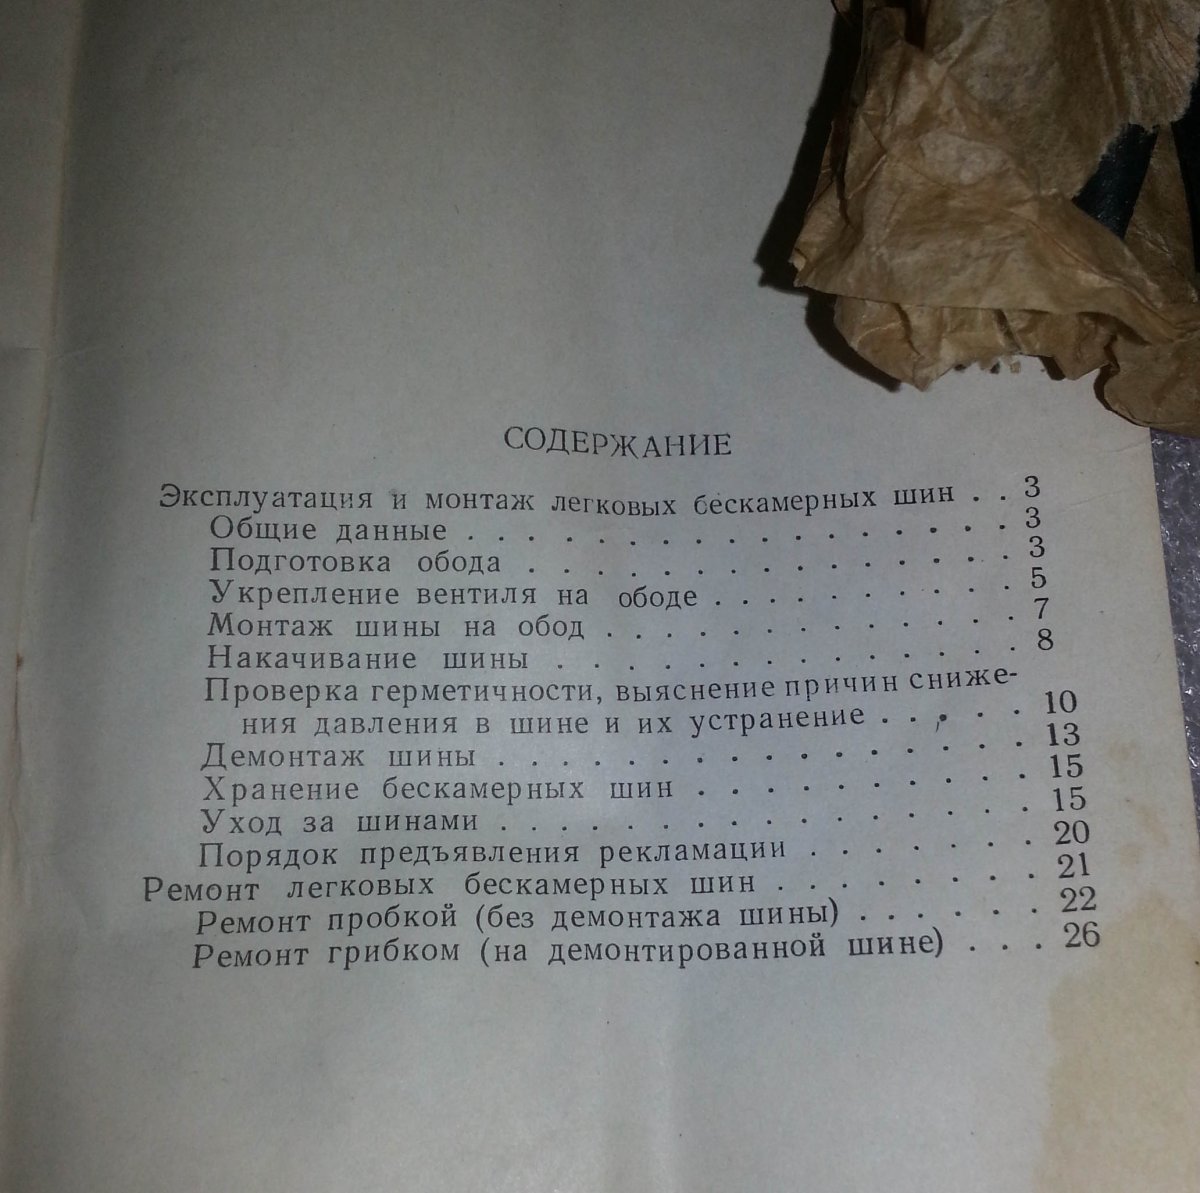 СОДЕРЖАНИЕ
Эксплуатация и монтаж легковых бескамерных шин . . 3
Общие данные . . . . . . . . . . . . . . . . . 3
Подготовка обода . . . . . . . . . . . . . . . 3
Укрепление вентиля на ободе . . . . . . . . . . 5
Монтаж шины на обод . . . . . . . . . . . . . 7
Накачивание шины . . . . . . . . . . . . . . 8
Проверка герметичности, выяснение причин сниже-
ния давления в шине и их устранение . . . . . 10
Демонтаж шины . . . . . . . . . . . . . . . . 13
Хранение бескамерных шин . . . . . . . . . . 15
Уход за шинами . . . . . . . . . . . . . . . . 15
Порядок предъявления рекламации . . . . . . . 20
Ремонт легковых бескамерных шин . . . . . . . . 21
Ремонт пробкой (без демонтажа шины) . . . . . . 22
Ремонт грибком (на демонтированной шине) . . . 26